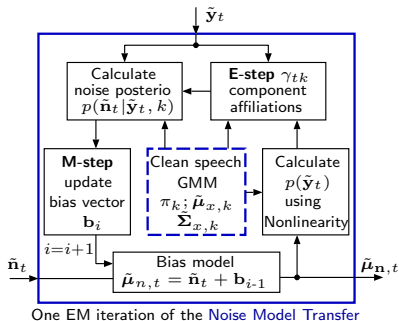 ỹₜ
Calculate
noise posterio
p(ñₜ|ỹₜ, k)
E-step γₜₖ
component
affiliations
M-step
update
bias vector
bᵢ
Clean speech
GMM
πₖ; μ̃ₓ,ₖ
Σ̃ₓ,ₖ
Calculate
p(ỹₜ)
using
Nonlinearity
i=i+1
ñₜ
Bias model
μ̃ₙ,ₜ = ñₜ + bᵢ₋₁
μ̃ₙ,ₜ
One EM iteration of the Noise Model Transfer